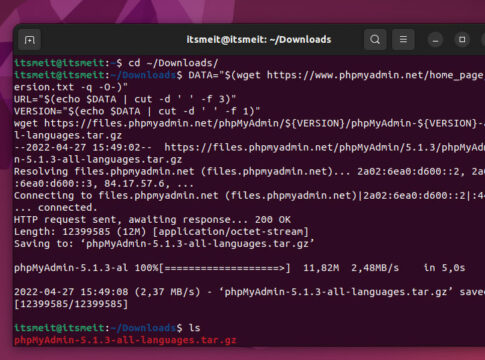 itsmeit@itsmeit: ~/Downloads
itsmeit@itsmeit:~$ cd ~/Downloads/
itsmeit@itsmeit:~/Downloads$ DATA="$(wget https://www.phpmyadmin.net/home_page
ersion.txt -q -O-)"
URL="$(echo $DATA | cut -d ' ' -f 3)"
VERSION="$(echo $DATA | cut -d ' ' -f 1)"
wget https://files.phpmyadmin.net/phpMyAdmin/${VERSION}/phpMyAdmin-${VERSION}-
l-languages.tar.gz
--2022-04-27 15:49:02-- https://files.phpmyadmin.net/phpMyAdmin/5.1.3/phpMyAd
n-5.1.3-all-languages.tar.gz
Resolving files.phpmyadmin.net (files.phpmyadmin.net)... 2a02:6ea0:d600::2, 2a0
:6ea0:d600::3, 84.17.57.6, ...
Connecting to files.phpmyadmin.net (files.phpmyadmin.net)|2a02:6ea0:d600::2|:4
... connected.
HTTP request sent, awaiting response... 200 OK
Length: 12399585 (12M) [application/octet-stream]
Saving to: ‘phpMyAdmin-5.1.3-all-languages.tar.gz’
phpMyAdmin-5.1.3-al 100%[===================>] 11,82M 2,48MB/s in 5,0s
2022-04-27 15:49:08 (2,37 MB/s) - ‘phpMyAdmin-5.1.3-all-languages.tar.gz’ save
[12399585/12399585]
itsmeit@itsmeit:~/Downloads$ ls
phpMyAdmin-5.1.3-all-languages.tar.gz